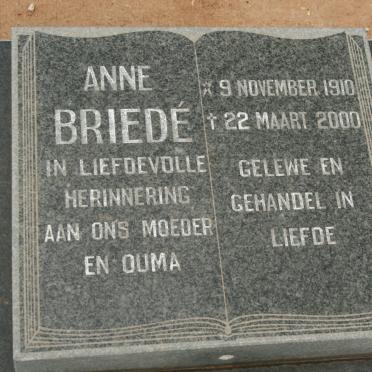 ANNE
BRIEDÉ
IN LIEFDEVOLLE
HERINNERING
AAN ONS MOEDER
EN OUMA
☆ 9 NOVEMBER 1910
✝ 22 MAART 2000
GELEWE EN
GEHANDEL IN
LIEFDE